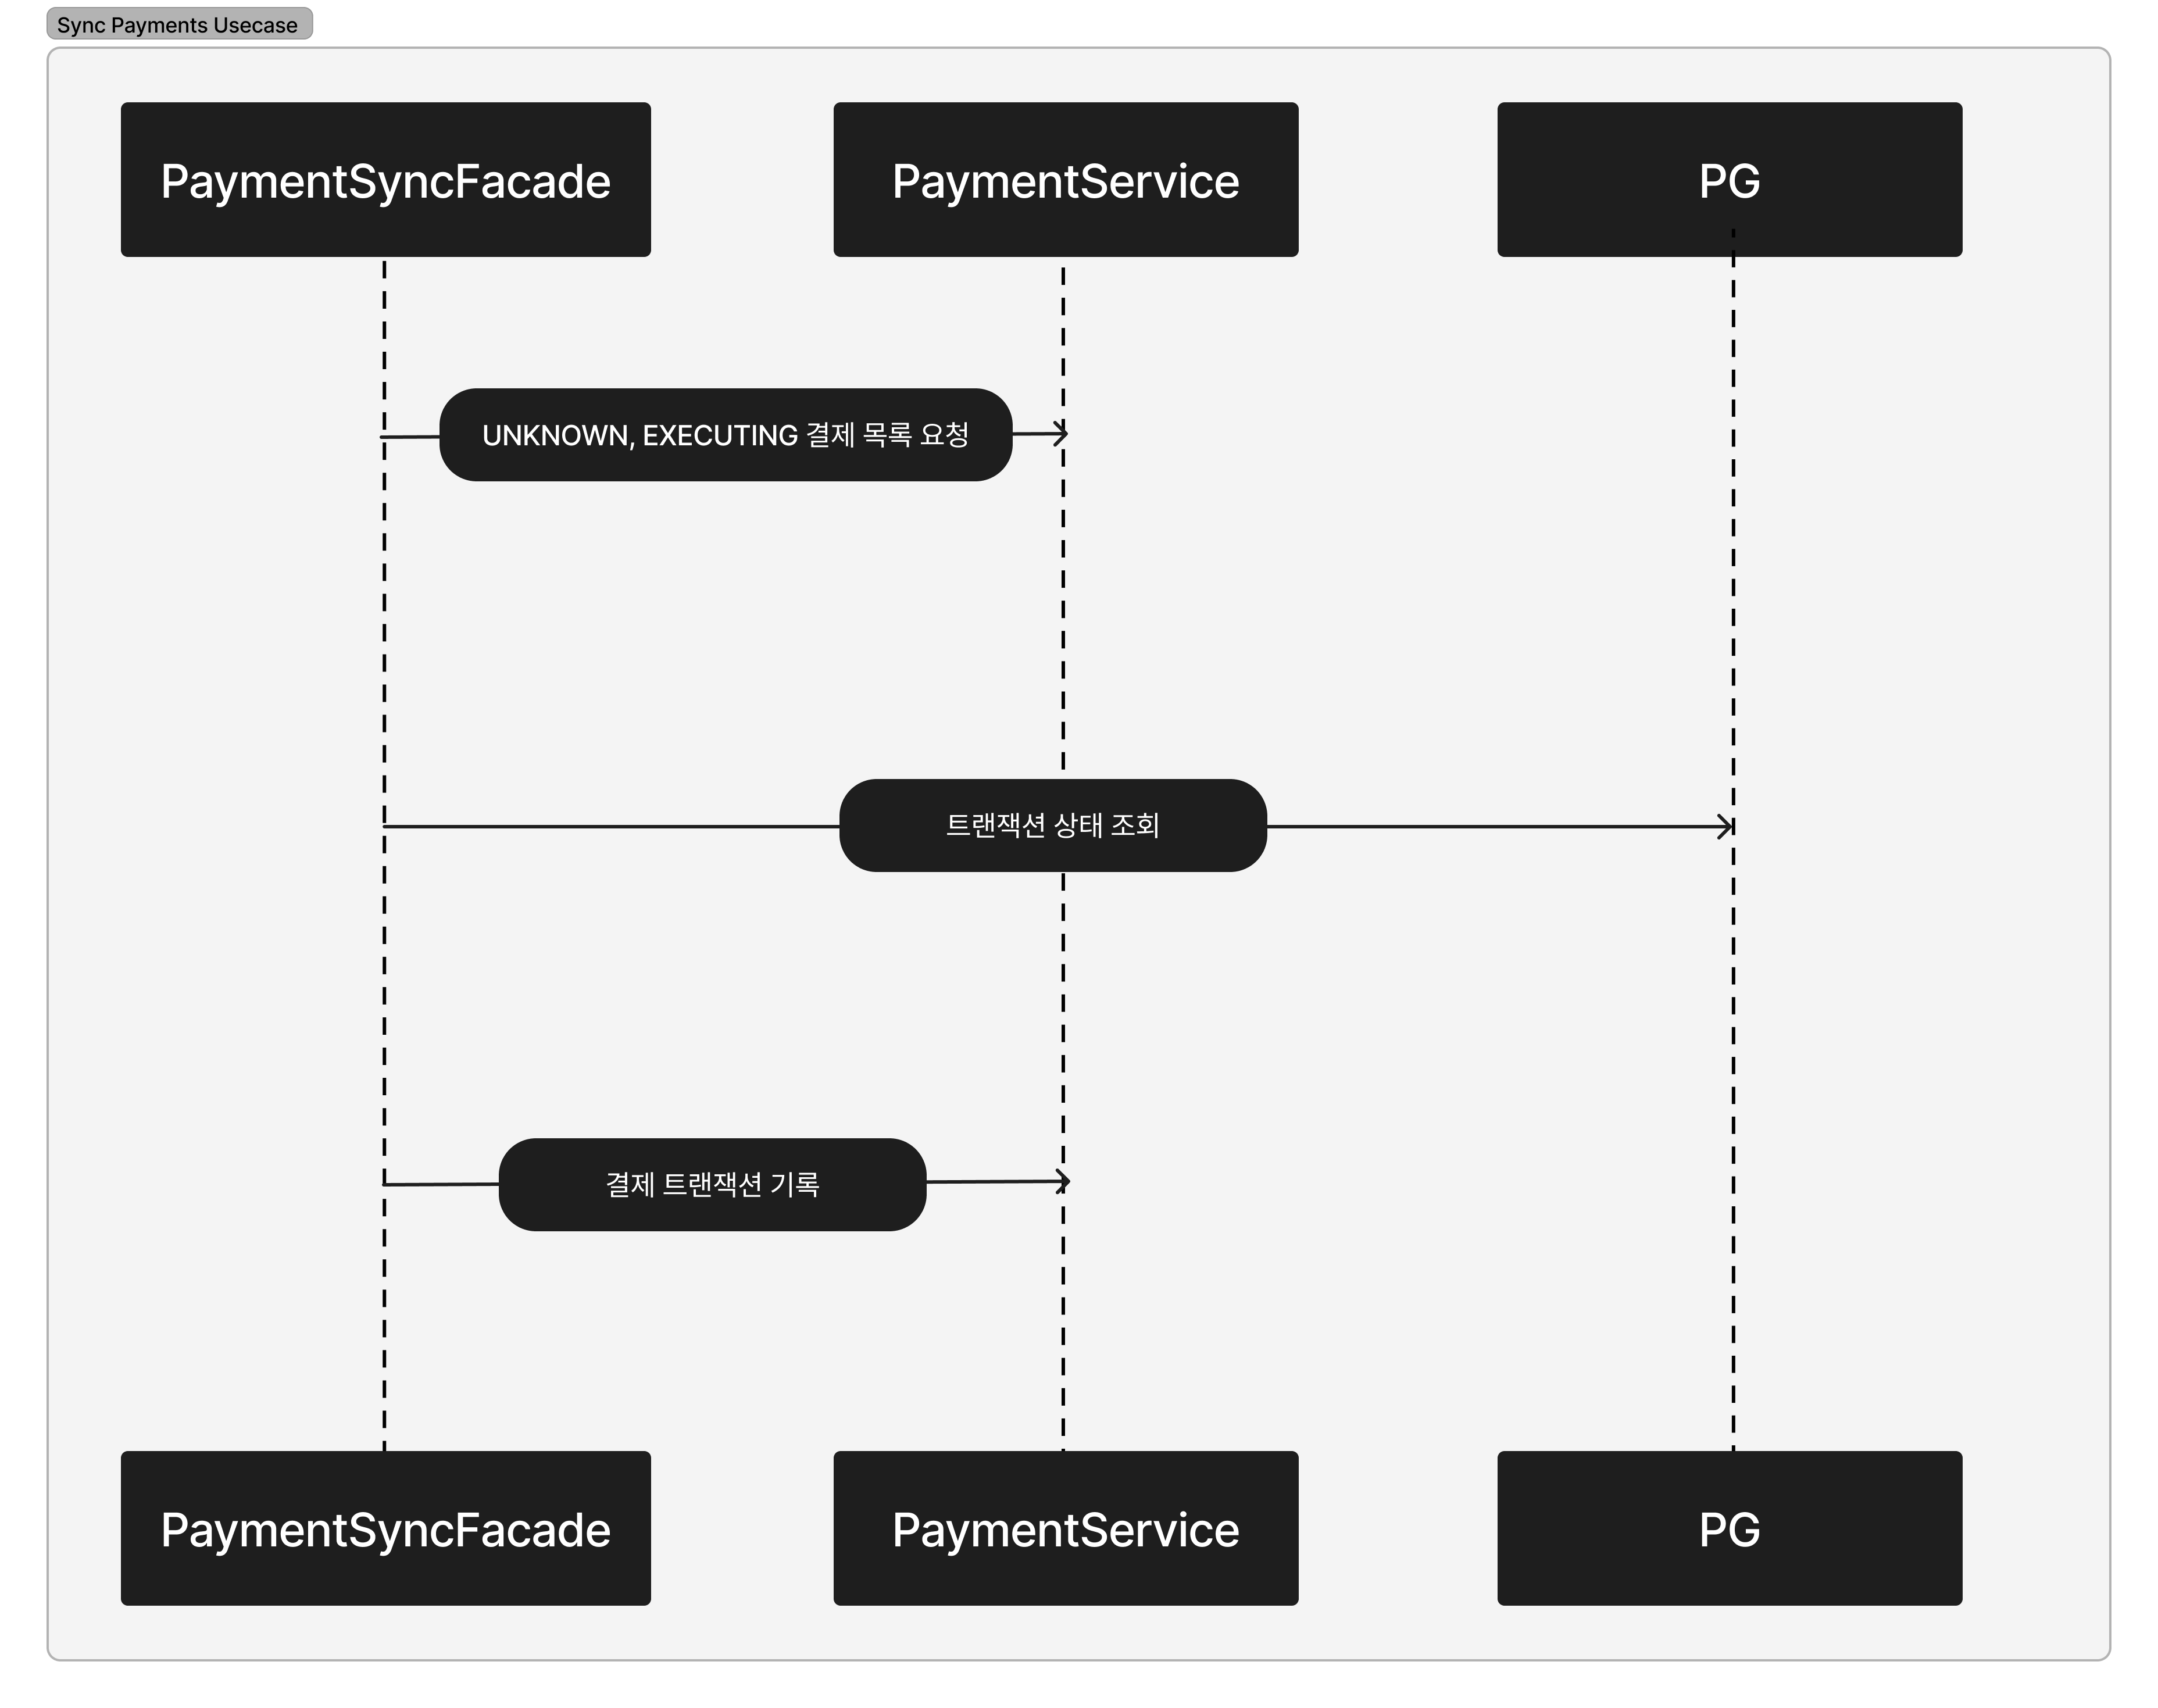 Sync Payments Usecase
PaymentSyncFacade
PaymentService
PG
UNKNOWN, EXECUTING 결제 목록 요청
트랜잭션 상태 조회
결제 트랜잭션 기록
PaymentSyncFacade
PaymentService
PG